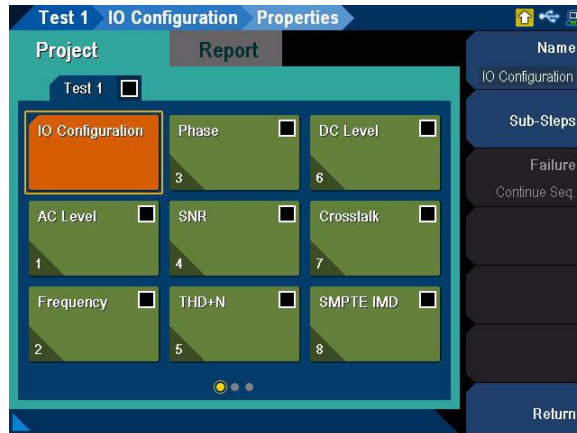 Test 1 IO Configuration Properties
Project Report
Test 1
IO Configuration
Phase
3
DC Level
6
AC Level
1
SNR
4
Crosstalk
7
Frequency
2
THD+N
5
SMPTE IMD
8
Name
IO Configuration
Sub-Steps
Failure
Continue Seq.
Return